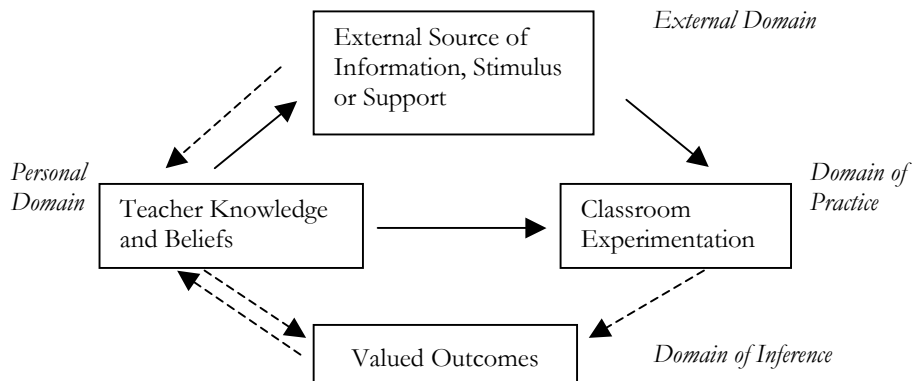 External Domain
External Source of
Information, Stimulus
or Support
Personal
Domain
Teacher Knowledge
and Beliefs
Classroom
Experimentation
Domain of
Practice
Valued Outcomes
Domain of Inference